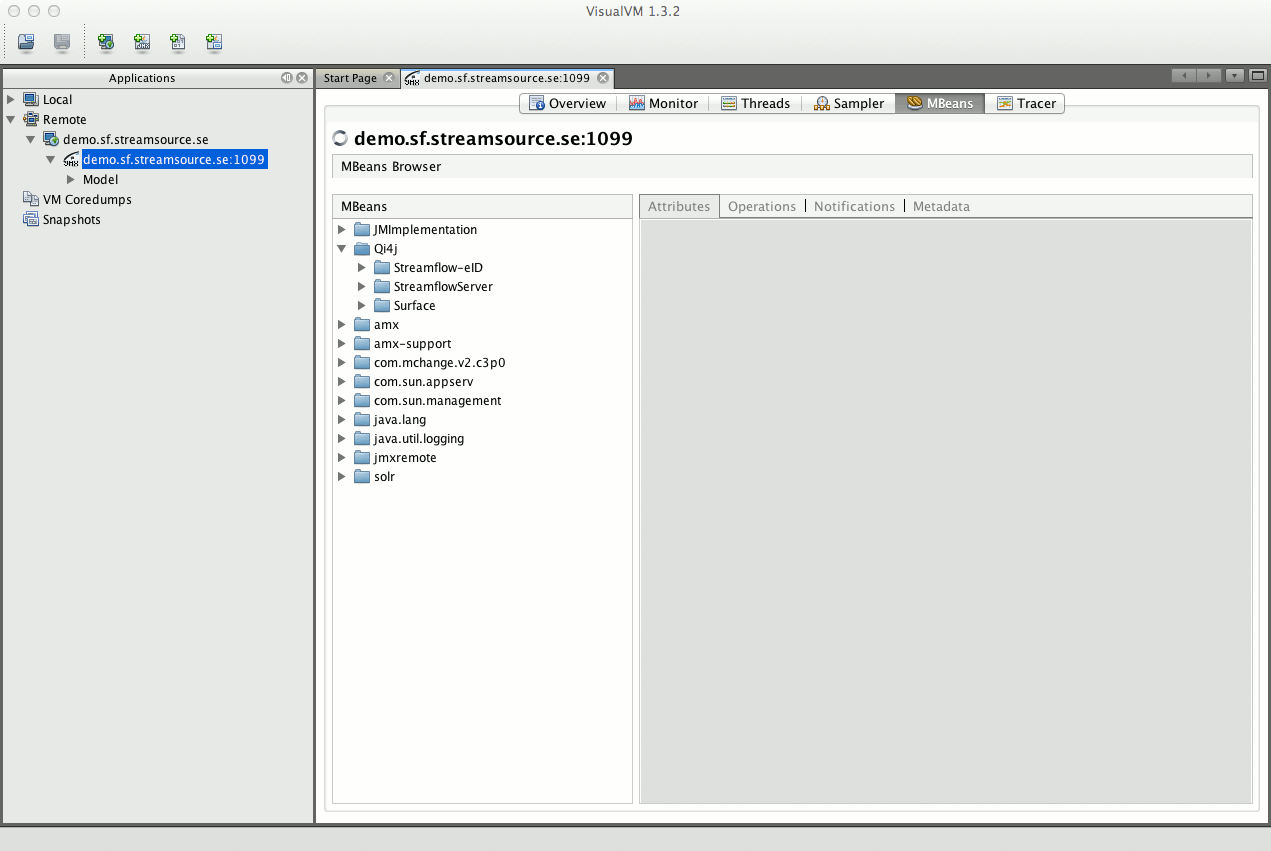 VisualVM 1.3.2
Applications
Local
Remote
demo.sf.streamsource.se
demo.sf.streamsource.se:1099
Model
VM Coredumps
Snapshots
Start Page
demo.sf.streamsource.se:1099
Overview Monitor Threads Sampler MBeans Tracer
demo.sf.streamsource.se:1099
MBeans Browser
MBeans
JMImplementation
Qi4j
Streamflow-eID
StreamflowServer
Surface
amx
amx-support
com.mchange.v2.c3p0
com.sun.appserv
com.sun.management
java.lang
java.util.logging
jmxremote
solr
Attributes Operations Notifications Metadata